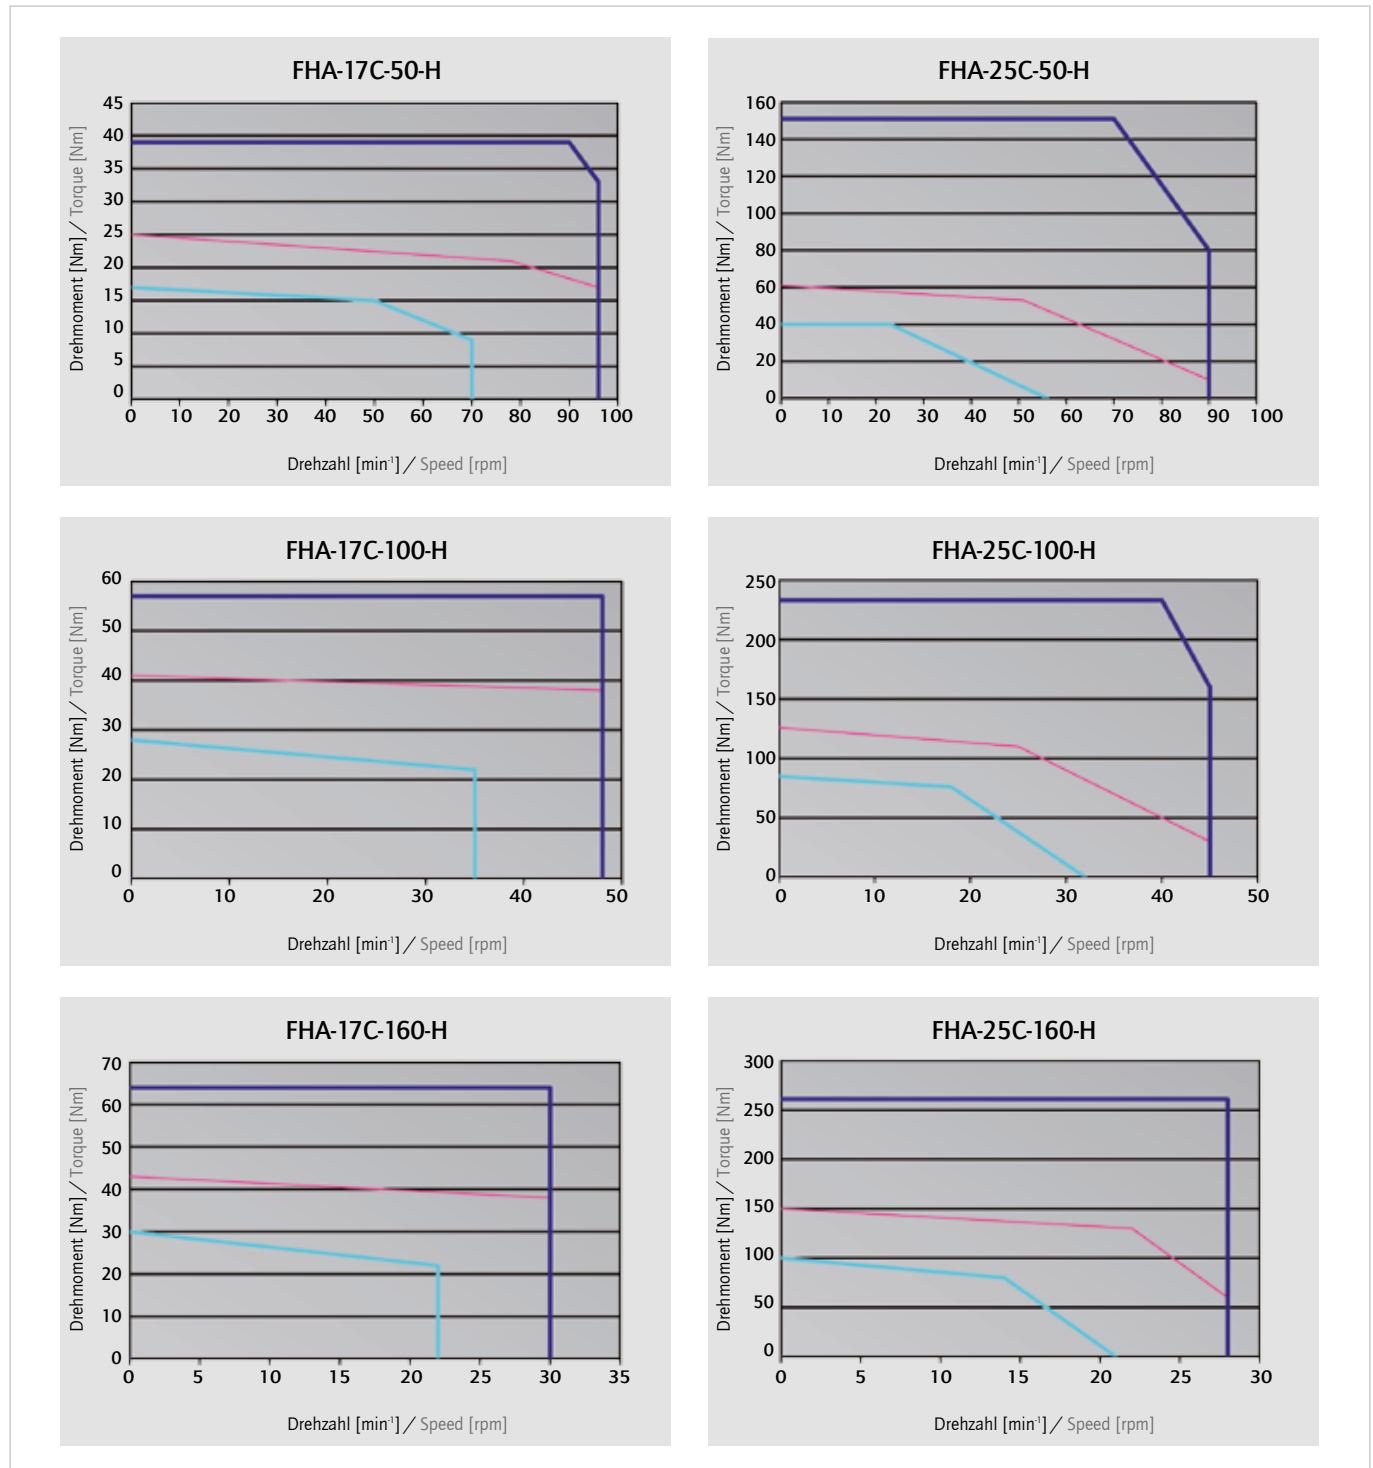 FHA-17C-50-H
Drehmoment [Nm] / Torque [Nm]
45
40
35
30
25
20
15
10
5
0
0 10 20 30 40 50 60 70 80 90 100
Drehzahl [min⁻¹] / Speed [rpm]
FHA-25C-50-H
Drehmoment [Nm] / Torque [Nm]
160
140
120
100
80
60
40
20
0
0 10 20 30 40 50 60 70 80 90 100
Drehzahl [min⁻¹] / Speed [rpm]
FHA-17C-100-H
Drehmoment [Nm] / Torque [Nm]
60
50
40
30
20
10
0
0 10 20 30 40 50
Drehzahl [min⁻¹] / Speed [rpm]
FHA-25C-100-H
Drehmoment [Nm] / Torque [Nm]
250
200
150
100
50
0
0 10 20 30 40 50
Drehzahl [min⁻¹] / Speed [rpm]
FHA-17C-160-H
Drehmoment [Nm] / Torque [Nm]
70
60
50
40
30
20
10
0
0 5 10 15 20 25 30 35
Drehzahl [min⁻¹] / Speed [rpm]
FHA-25C-160-H
Drehmoment [Nm] / Torque [Nm]
300
250
200
150
100
50
0
0 5 10 15 20 25 30
Drehzahl [min⁻¹] / Speed [rpm]